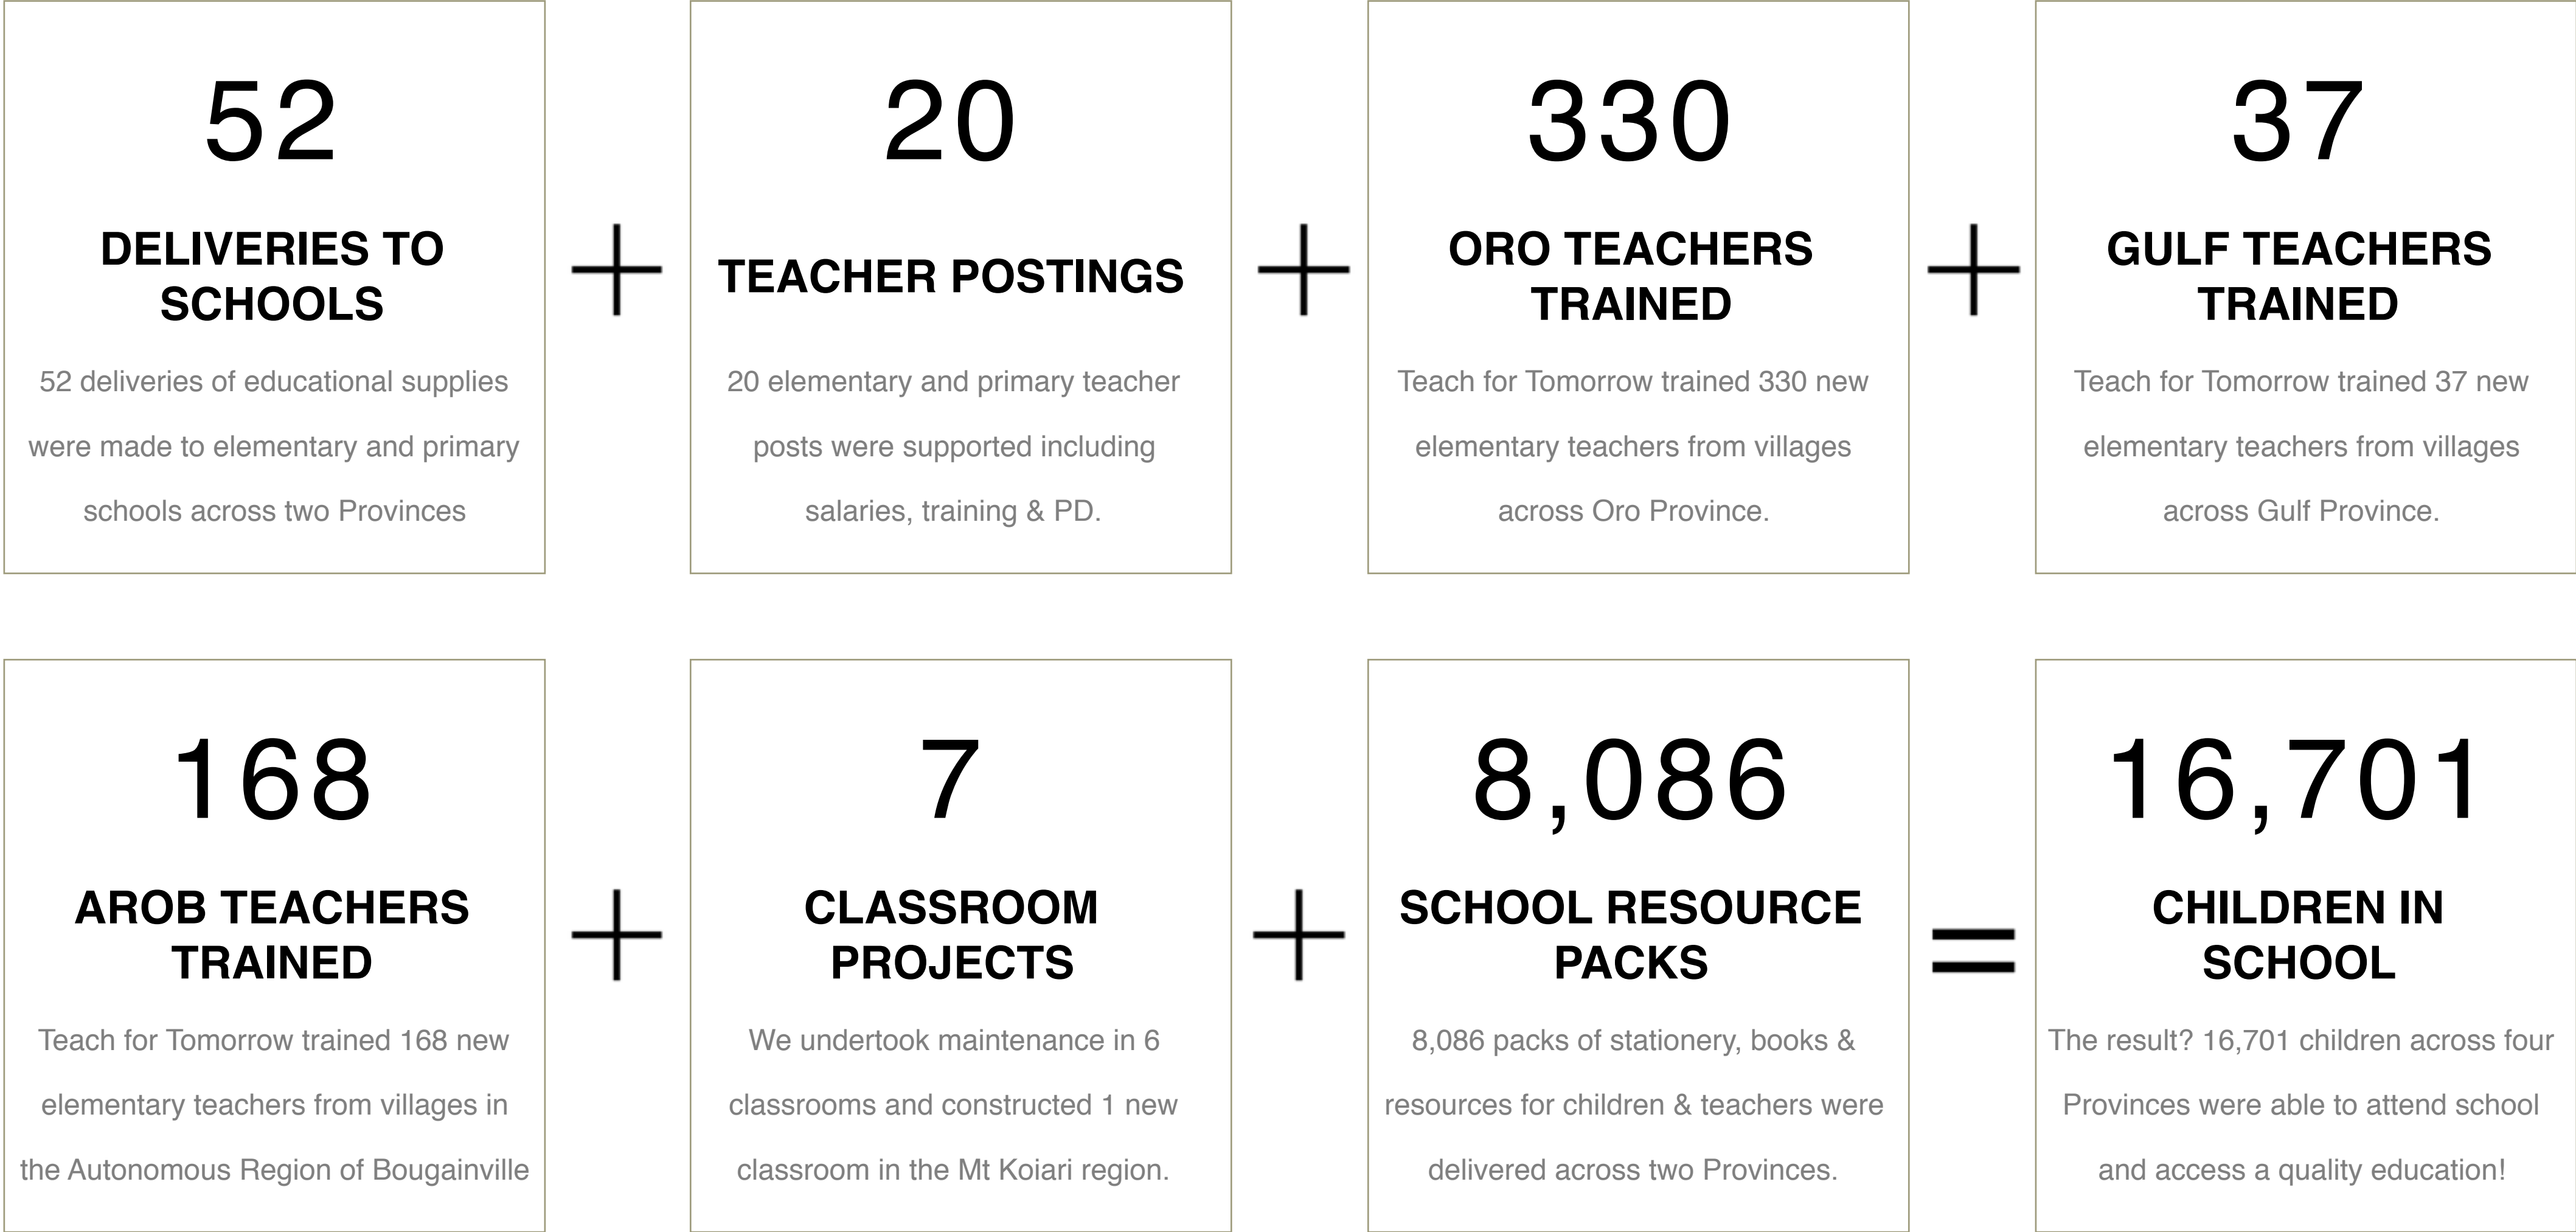 52
DELIVERIES TO
SCHOOLS
52 deliveries of educational supplies
were made to elementary and primary
schools across two Provinces
+
20
TEACHER POSTINGS
20 elementary and primary teacher
posts were supported including
salaries, training & PD.
+
330
ORO TEACHERS
TRAINED
Teach for Tomorrow trained 330 new
elementary teachers from villages
across Oro Province.
+
37
GULF TEACHERS
TRAINED
Teach for Tomorrow trained 37 new
elementary teachers from villages
across Gulf Province.
168
AROB TEACHERS
TRAINED
Teach for Tomorrow trained 168 new
elementary teachers from villages in
the Autonomous Region of Bougainville
+
7
CLASSROOM
PROJECTS
We undertook maintenance in 6
classrooms and constructed 1 new
classroom in the Mt Koiari region.
+
8,086
SCHOOL RESOURCE
PACKS
8,086 packs of stationery, books &
resources for children & teachers were
delivered across two Provinces.
=
16,701
CHILDREN IN
SCHOOL
The result? 16,701 children across four
Provinces were able to attend school
and access a quality education!